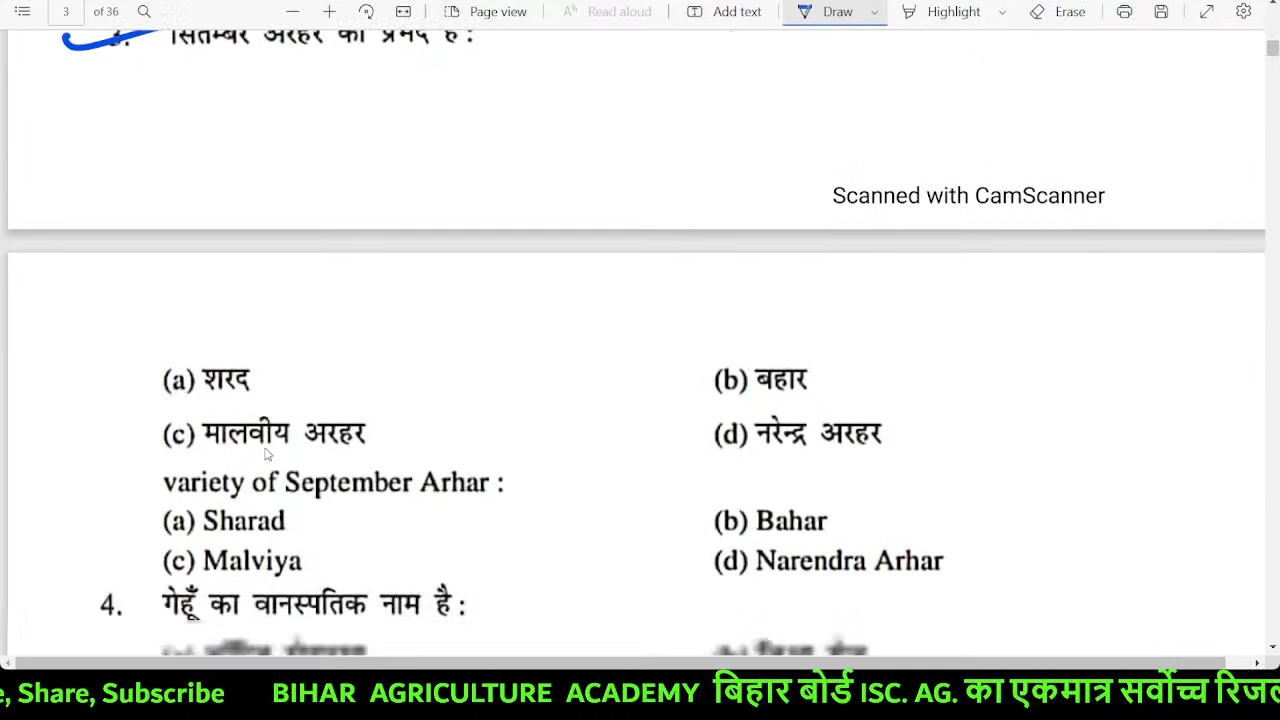 3 of 36 Page view Read aloud Add text Draw Highlight Erase
3. सितम्बर अरहर का प्रभेद है :
Scanned with CamScanner
(a) शरद (b) बहार
(c) मालवीय अरहर (d) नरेन्द्र अरहर
variety of September Arhar :
(a) Sharad (b) Bahar
(c) Malviya (d) Narendra Arhar
4. गेहूँ का वानस्पतिक नाम है :
e, Share, Subscribe BIHAR AGRICULTURE ACADEMY बिहार बोर्ड ISC. AG. का एकमात्र सर्वोच्च रिजल